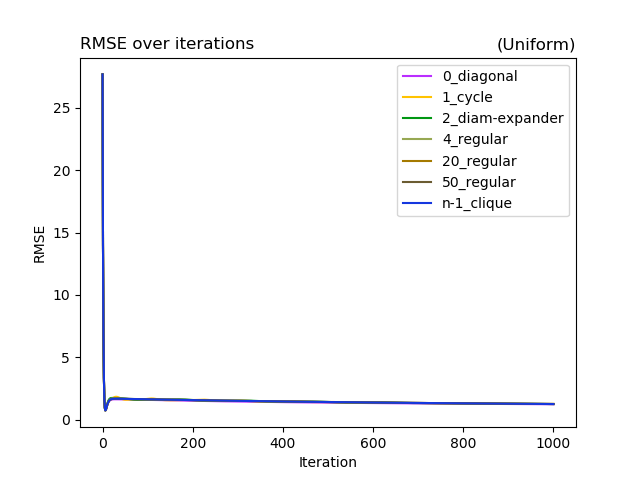 RMSE over iterations (Uniform)
0_diagonal
1_cycle
2_diam-expander
4_regular
20_regular
50_regular
n-1_clique
25
20
15
10
5
0
RMSE
0 200 400 600 800 1000
Iteration